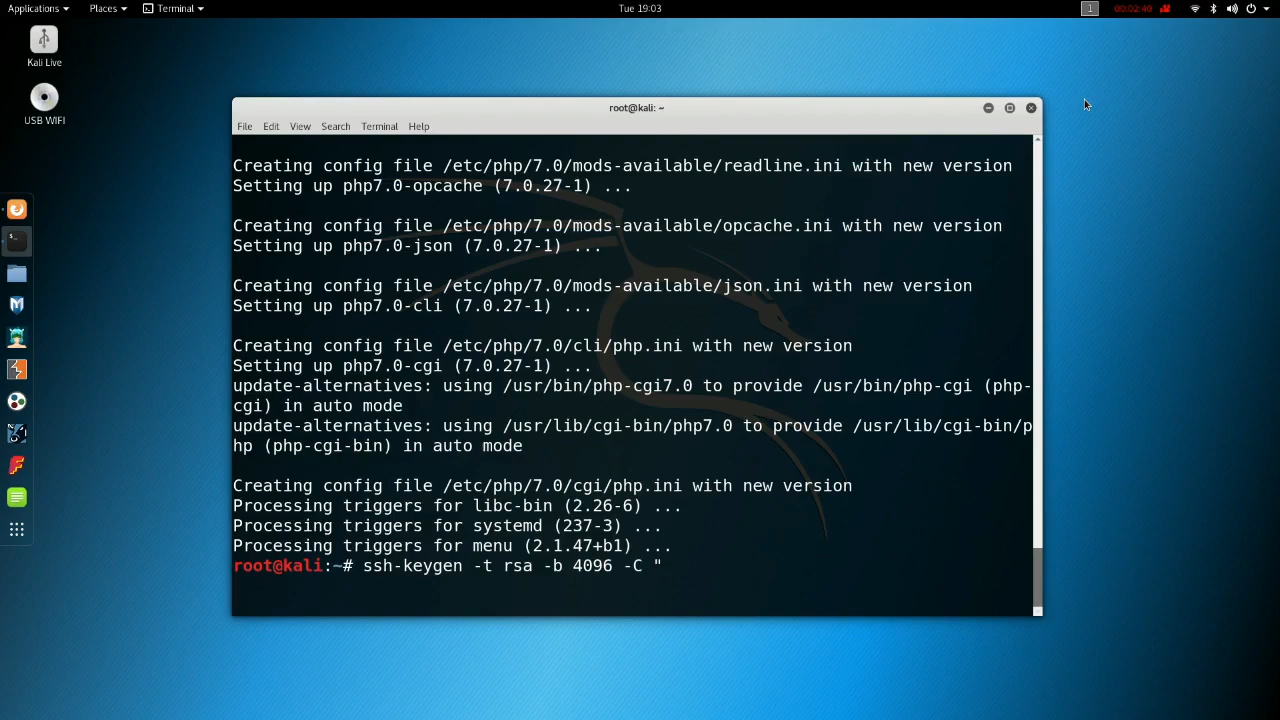 Applications Places Terminal Tue 19:03 1 00:02:40
Kali Live
USB WIFI
root@kali: ~
File Edit View Search Terminal Help
Creating config file /etc/php/7.0/mods-available/readline.ini with new version
Setting up php7.0-opcache (7.0.27-1) ...
Creating config file /etc/php/7.0/mods-available/opcache.ini with new version
Setting up php7.0-json (7.0.27-1) ...
Creating config file /etc/php/7.0/mods-available/json.ini with new version
Setting up php7.0-cli (7.0.27-1) ...
Creating config file /etc/php/7.0/cli/php.ini with new version
Setting up php7.0-cgi (7.0.27-1) ...
update-alternatives: using /usr/bin/php-cgi7.0 to provide /usr/bin/php-cgi (php-
cgi) in auto mode
update-alternatives: using /usr/lib/cgi-bin/php7.0 to provide /usr/lib/cgi-bin/p
hp (php-cgi-bin) in auto mode
Creating config file /etc/php/7.0/cgi/php.ini with new version
Processing triggers for libc-bin (2.26-6) ...
Processing triggers for systemd (237-3) ...
Processing triggers for menu (2.1.47+b1) ...
root@kali:~# ssh-keygen -t rsa -b 4096 -C "